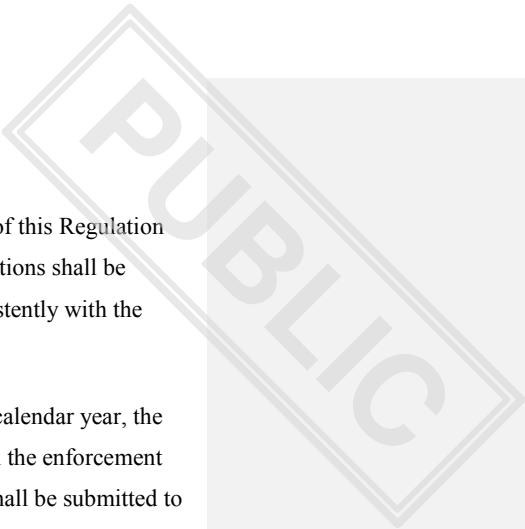 PUBLIC
of this Regulation
tions shall be
stently with the
calendar year, the
the enforcement
hall be submitted to